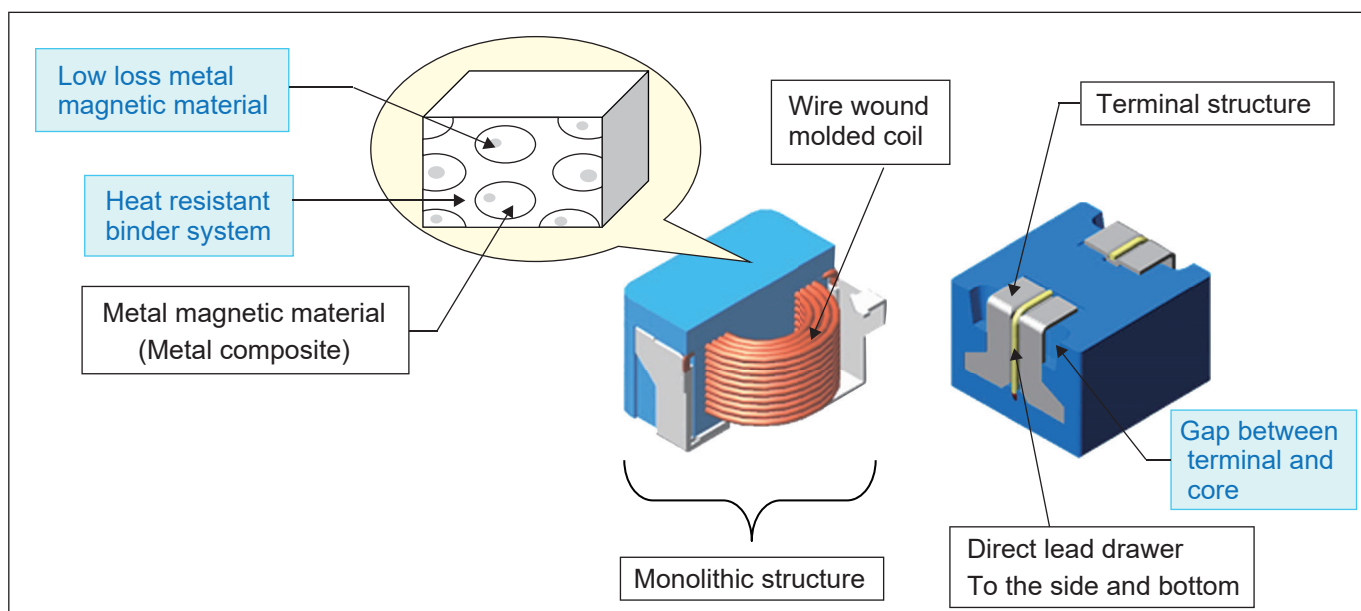 Low loss metal
magnetic material
Heat resistant
binder system
Metal magnetic material
(Metal composite)
Wire wound
molded coil
Monolithic structure
Terminal structure
Gap between
terminal and
core
Direct lead drawer
To the side and bottom